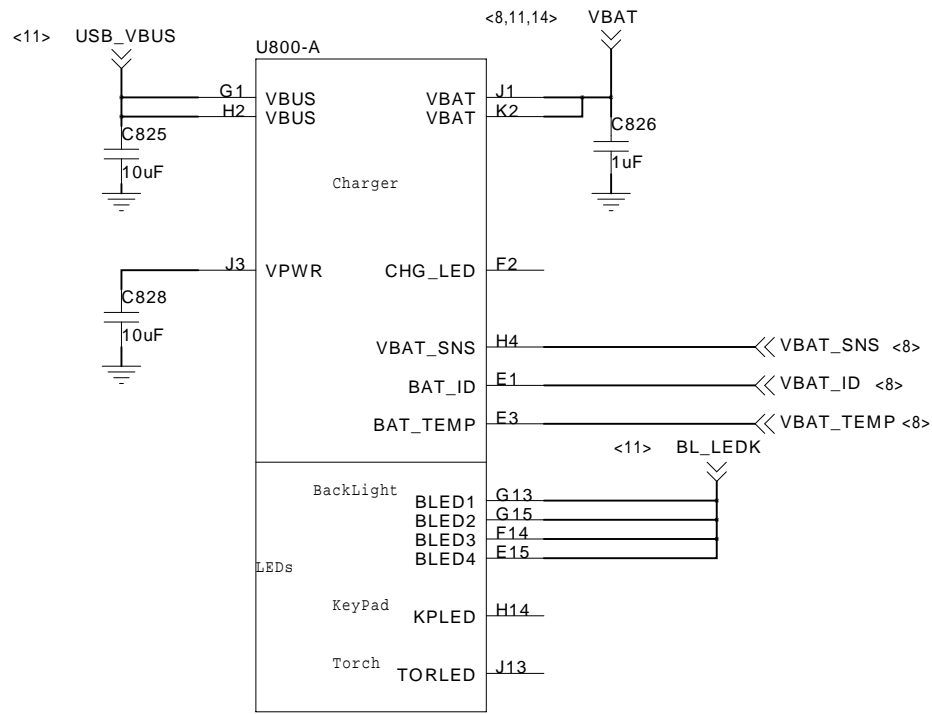 <8,11,14> VBAT
<11> USB_VBUS
U800-A
G1 VBUS VBAT J1
H2 VBUS VBAT K2
C825
10uF
C826
1uF
Charger
J3 VPWR CHG_LED F2
C828
10uF
VBAT_SNS H4 VBAT_SNS <8>
BAT_ID E1 VBAT_ID <8>
BAT_TEMP E3 VBAT_TEMP <8>
<11> BL_LEDK
BackLight
BLED1 G13
BLED2 G15
BLED3 F14
BLED4 E15
LEDs
KeyPad
KPLED H14
Torch
TORLED J13